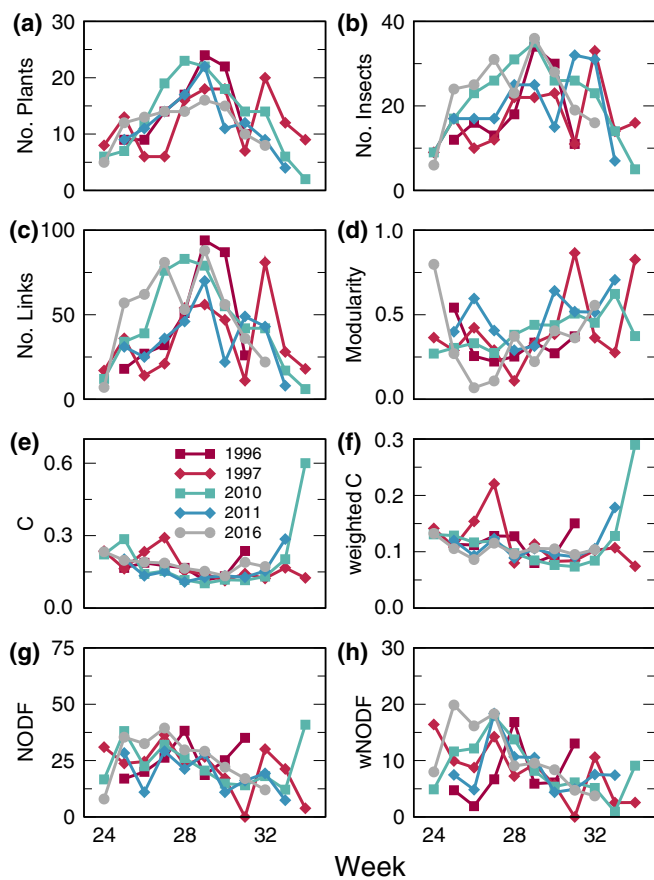 (a)
No. Plants
30
20
10
0
(b)
No. Insects
40
20
0
(c)
No. Links
100
50
0
(d)
Modularity
1.0
0.5
0.0
(e)
C
0.6
0.3
0.0
1996
1997
2010
2011
2016
(f)
weighted C
0.3
0.2
0.1
0.0
(g)
NODF
75
50
25
0
24 28 32
(h)
wNODF
30
20
10
0
24 28 32
Week